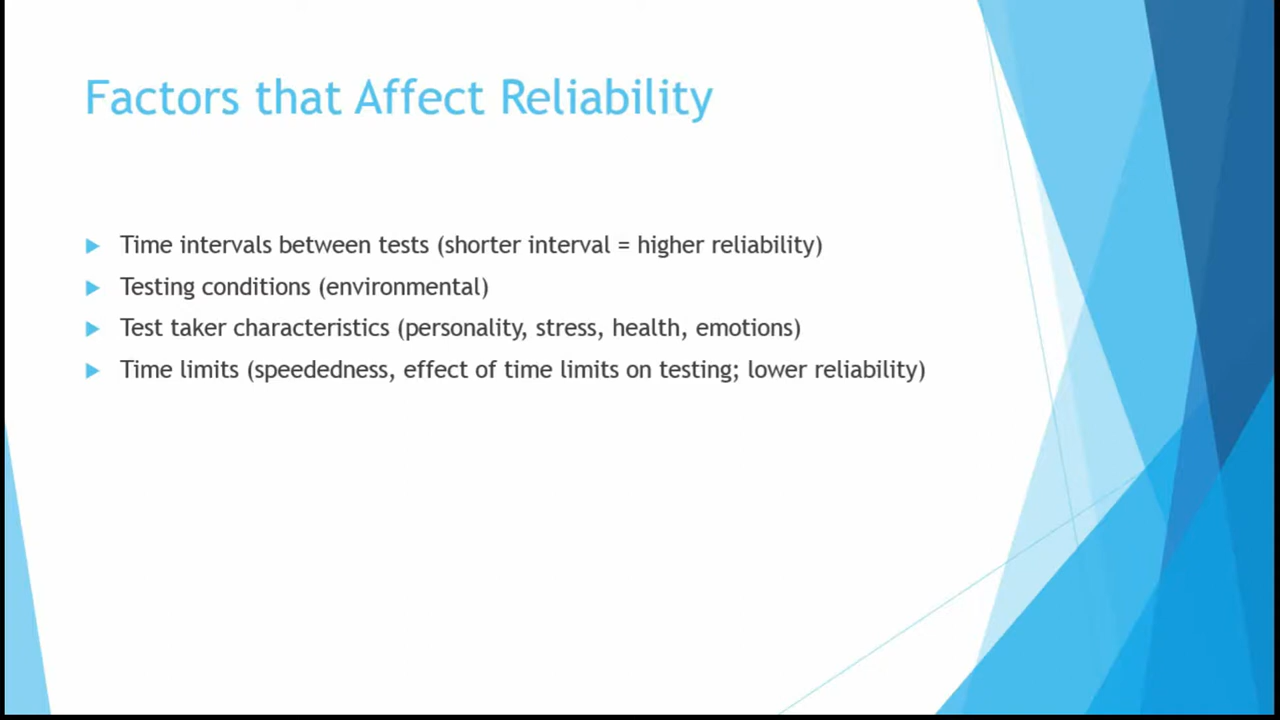 Factors that Affect Reliability
Time intervals between tests (shorter interval = higher reliability)
Testing conditions (environmental)
Test taker characteristics (personality, stress, health, emotions)
Time limits (speededness, effect of time limits on testing; lower reliability)